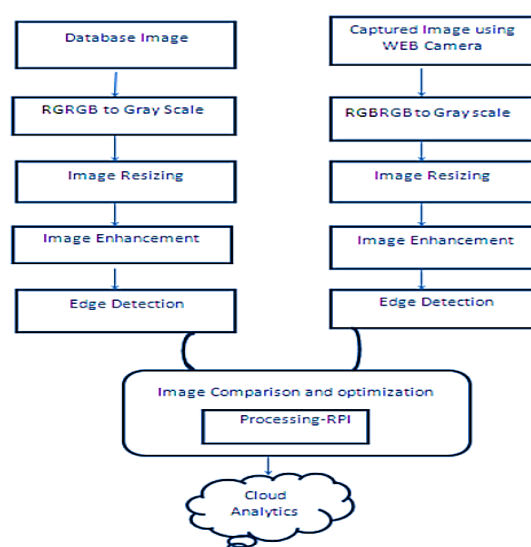 Database Image
RGRGB to Gray Scale
Image Resizing
Image Enhancement
Edge Detection
Captured Image using
WEB Camera
RGBRGB to Gray scale
Image Resizing
Image Enhancement
Edge Detection
Image Comparison and optimization
Processing-RPI
Cloud
Analytics